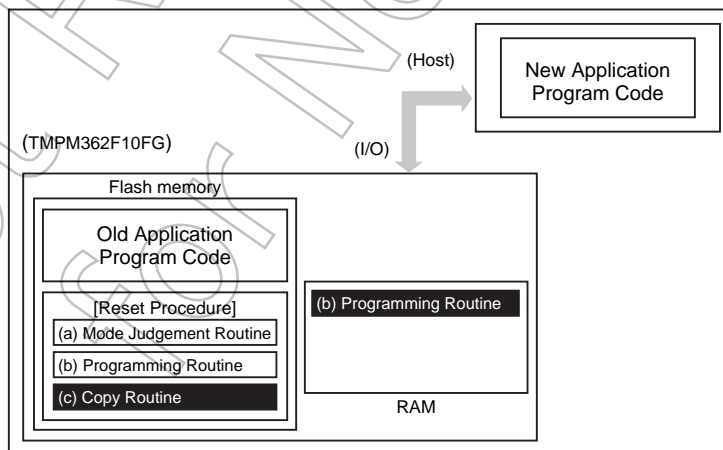 (Host)
New Application
Program Code
(TMPM362F10FG)
(I/O)
Flash memory
Old Application
Program Code
[Reset Procedure]
(a) Mode Judgement Routine
(b) Programming Routine
(c) Copy Routine
(b) Programming Routine
RAM